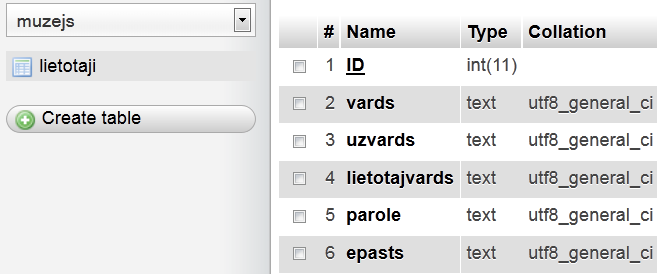 muzejs
lietotaji
Create table
# Name Type Collation
1 ID int(11)
2 vards text utf8_general_ci
3 uzvards text utf8_general_ci
4 lietotajvards text utf8_general_ci
5 parole text utf8_general_ci
6 epasts text utf8_general_ci